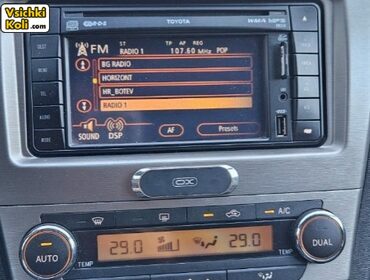 Vsichki
Koli .com
TOYOTA
WMA MP3
FM
ST TP AF REG
RADIO 1 107.60 MHz POP
BG RADIO
HORIZONT
HR_BOTEV
RADIO 1
SOUND DSP AF Presets
MENU
A/C
AUTO 29.0 29.0 DUAL
TEMP TEMP